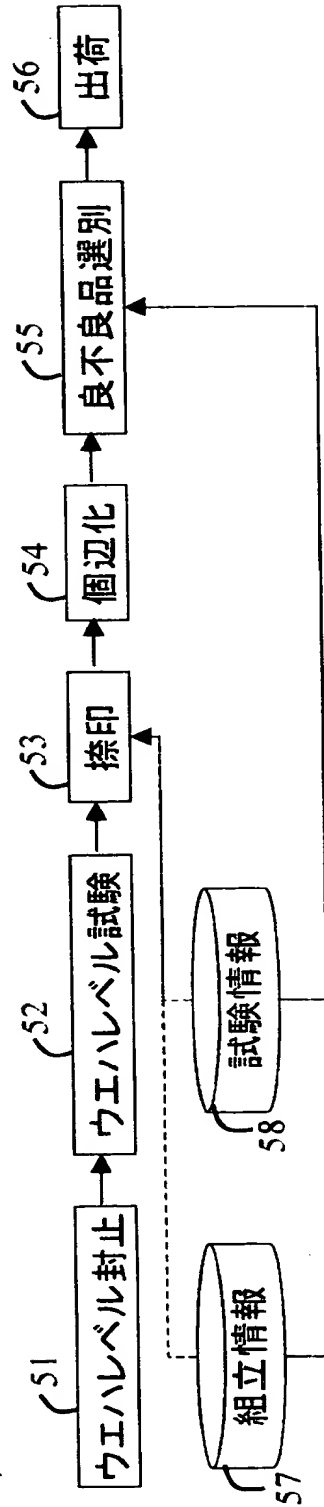 51
ウエハレベル封止
52
ウエハレベル試験
53
捺印
54
個辺化
55
良不良品選別
56
出荷
組立情報
57
試験情報
58